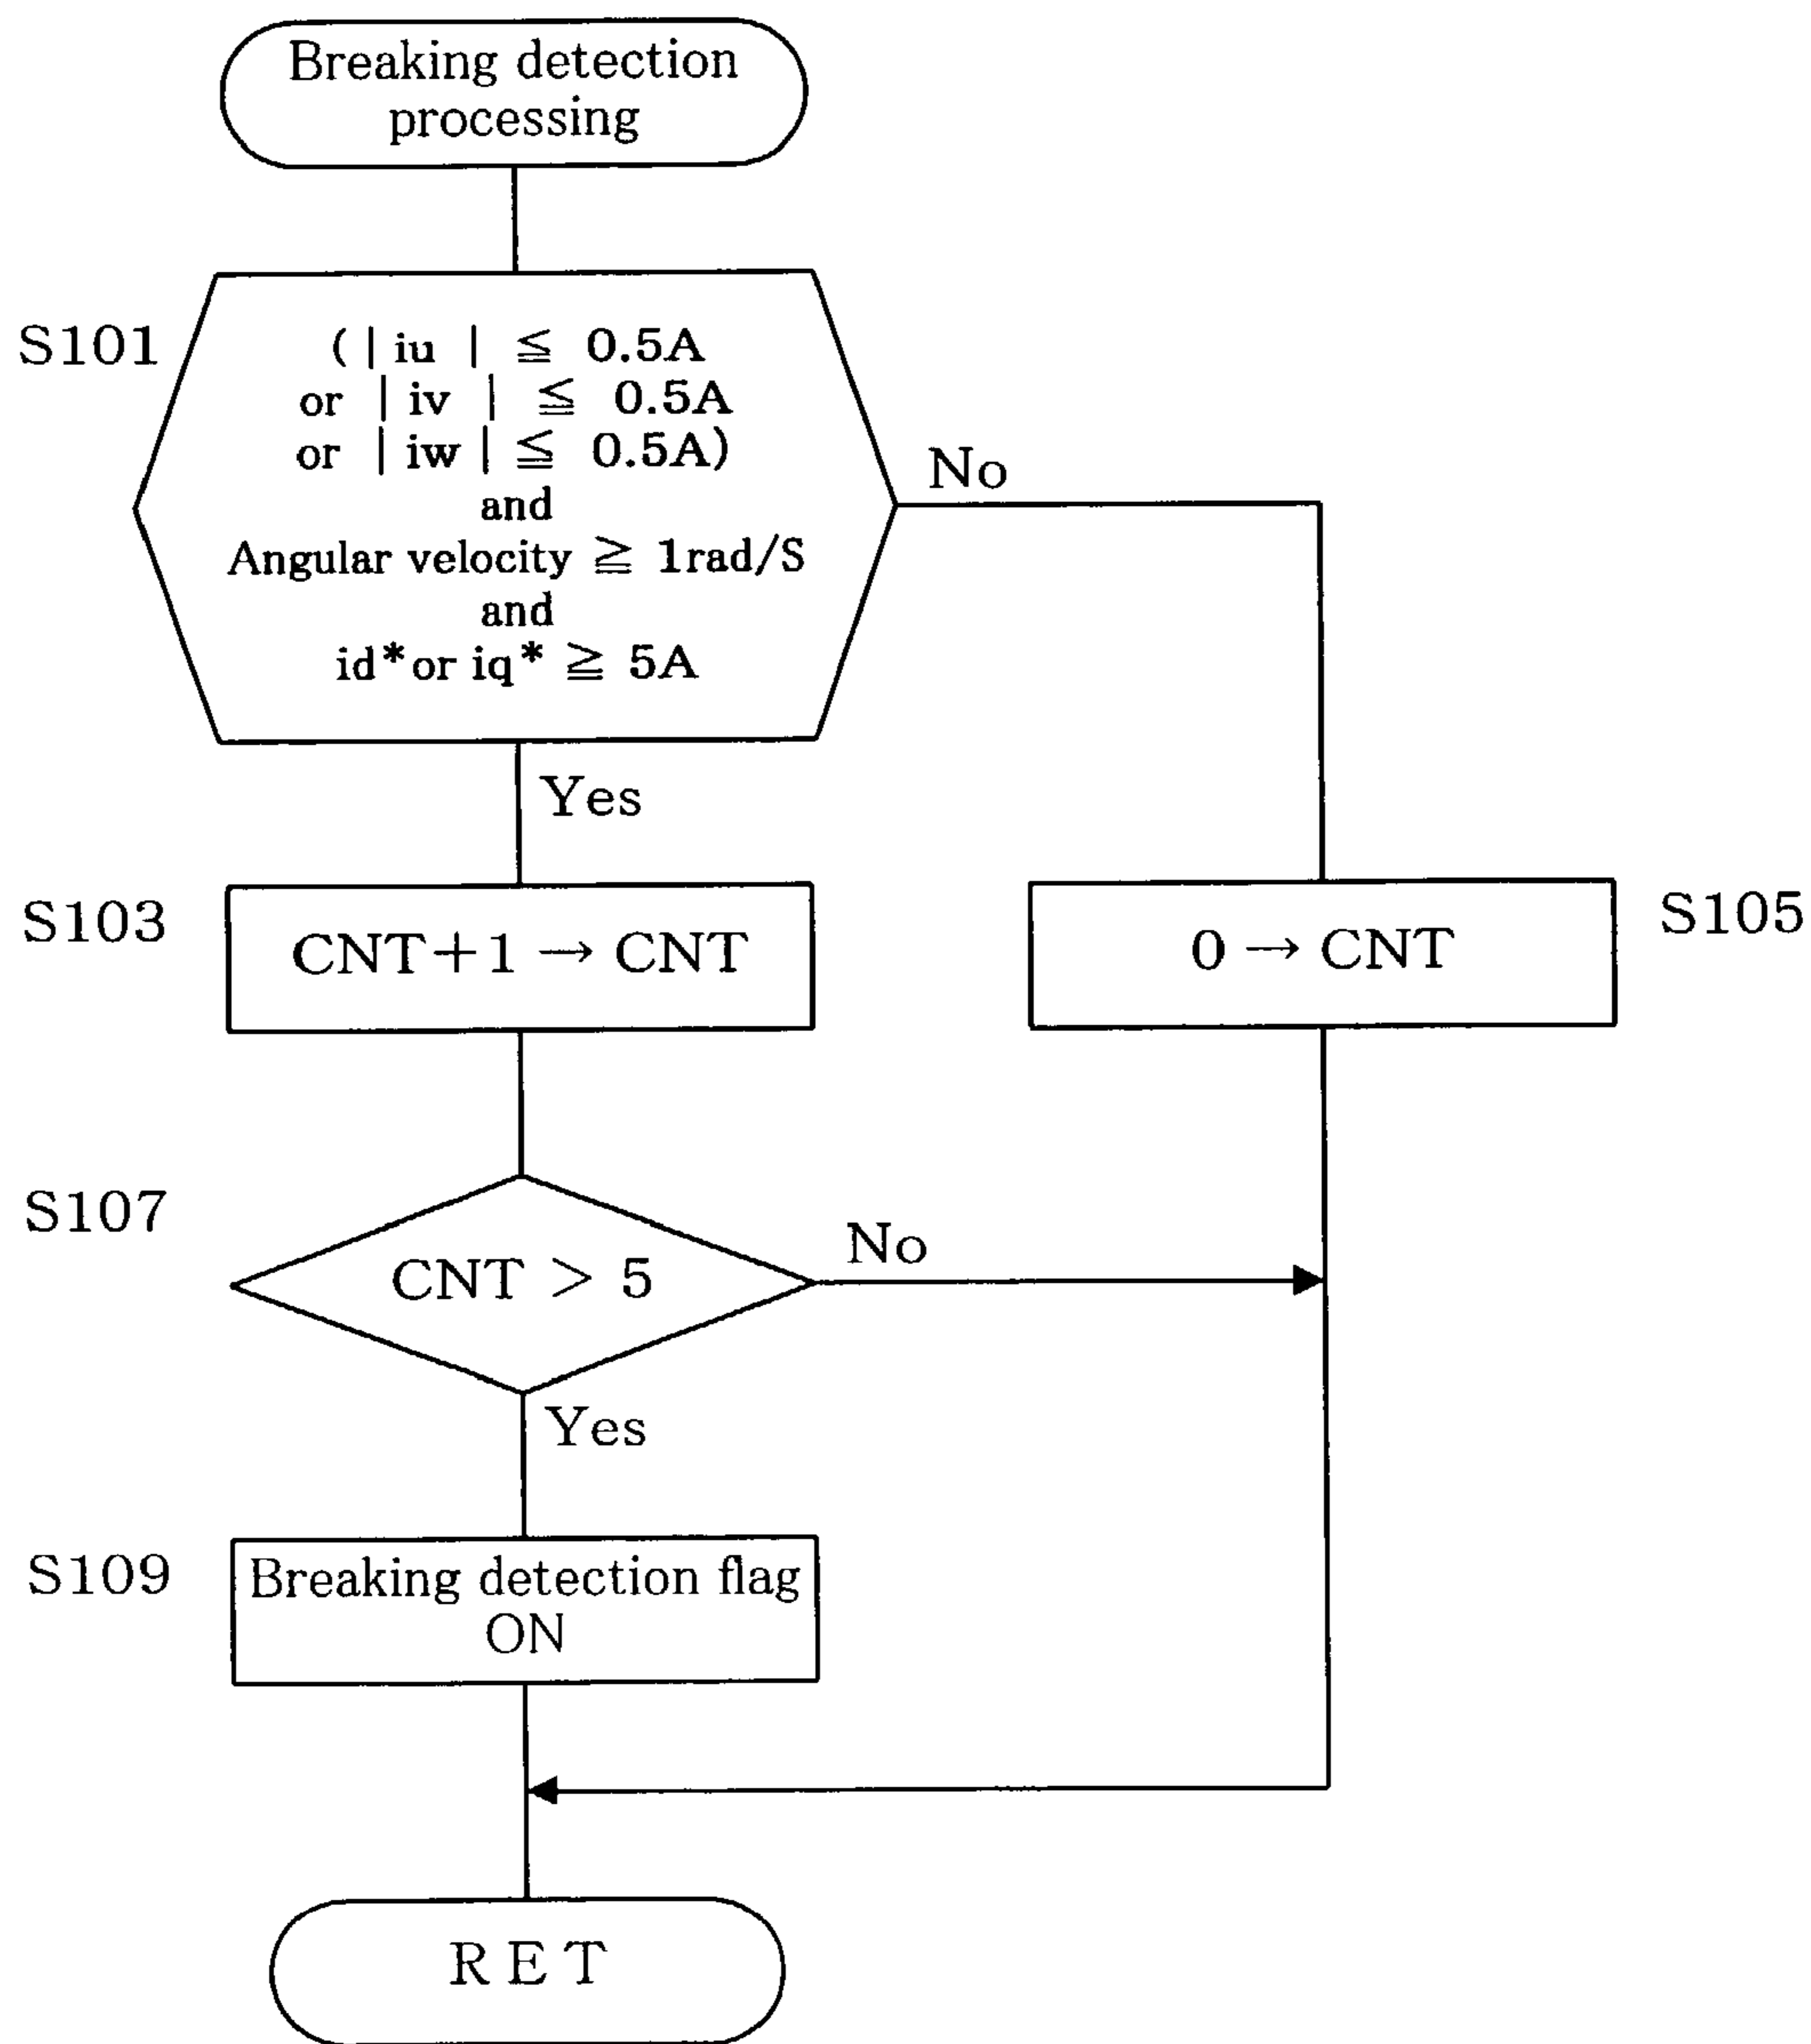 Breaking detection
processing
S101
(|iu | ≦ 0.5A
or |iv | ≦ 0.5A
or |iw| ≦ 0.5A)
and
Angular velocity ≧ 1rad/S
and
id*or iq* ≧ 5A
No
Yes
S103
CNT+1 → CNT
0 → CNT
S105
S107
CNT > 5
No
Yes
S109
Breaking detection flag
ON
RET